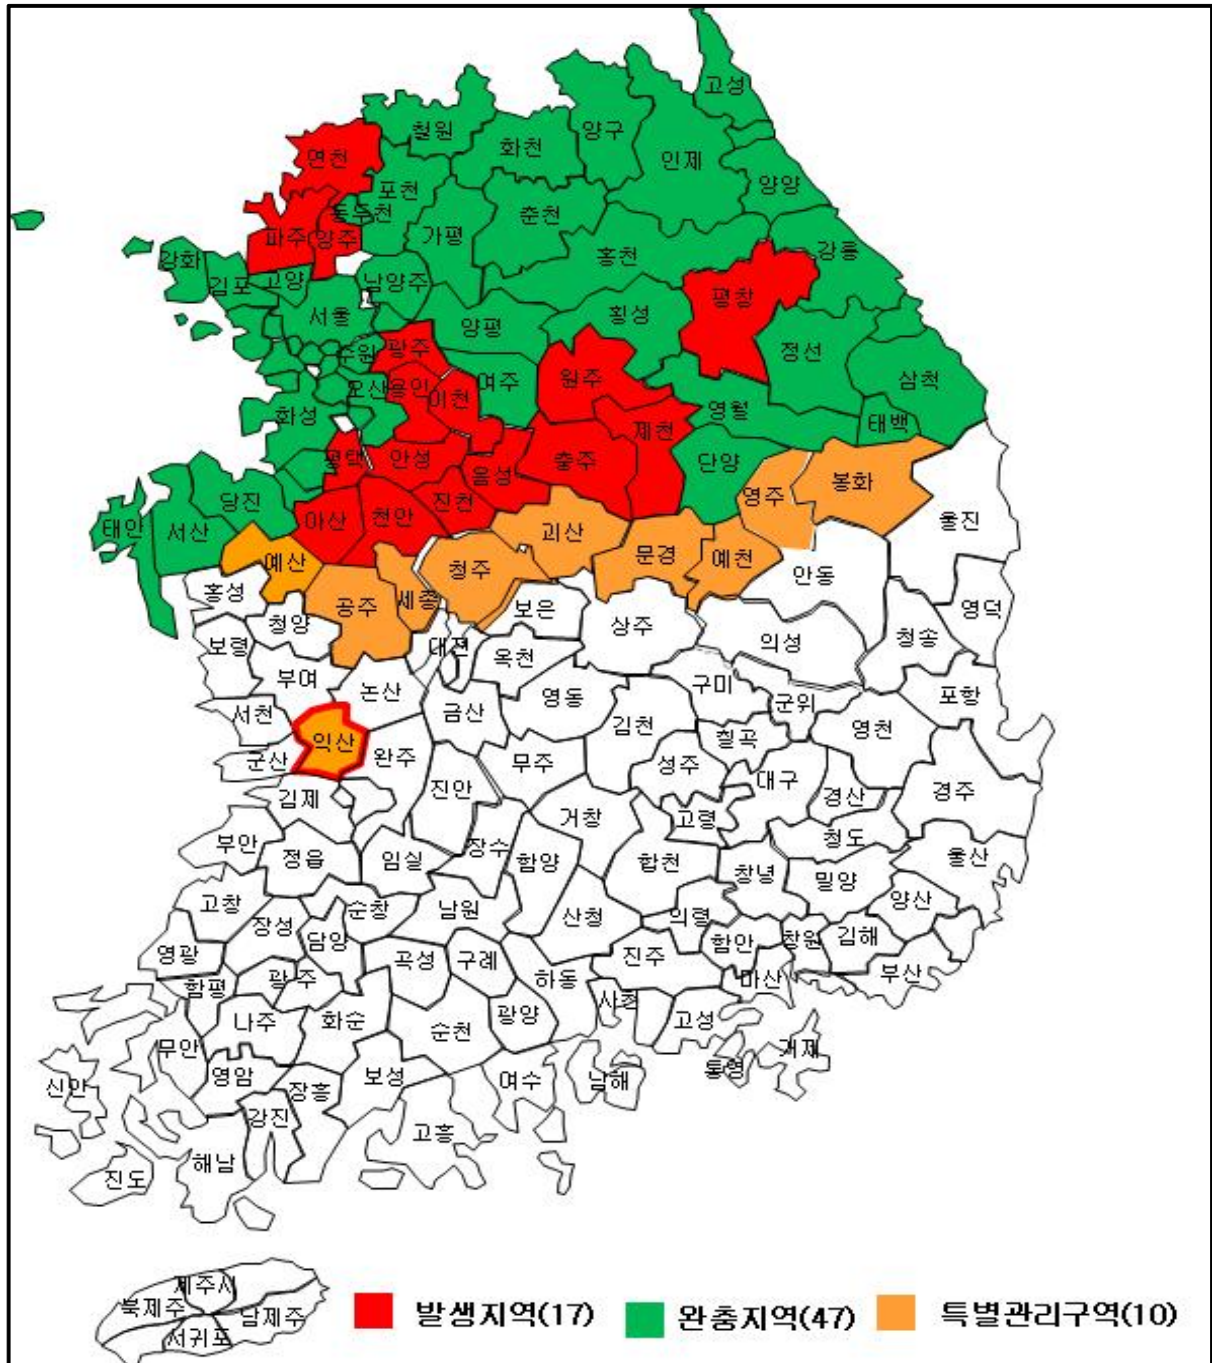 고성
철원
양구
화천
연천
인제
포천
양양
동두천
춘천
파주
양주
가평
강릉
강화
홍천
김포
고양
남양주
평창
서울
양평
횡성
수원
광주
정선
여주
원주
삼척
오산
용인
이천
화성
영월
제천
태백
평택
안성
음성
충주
단양
봉화
당진
진천
영주
태안
서산
아산
천안
울진
괴산
예산
문경
예천
청주
안동
홍성
세종
공주
보은
영덕
청양
상주
청송
보령
대전
옥천
의성
부여
논산
구미
포항
서천
금산
영동
김천
군위
영천
익산
칠곡
군산
완주
무주
성주
대구
김제
진안
경산
경주
거창
고령
부안
장수
청도
정읍
임실
함양
합천
울산
창녕
밀양
고창
순창
남원
양산
장성
산청
의령
담양
함안
창원
김해
영광
곡성
구례
진주
부산
함평
광주
하동
마산
사천
나주
화순
순천
광양
고성
무안
거제
통영
신안
영암
장흥
보성
여수
남해
강진
고흥
해남
진도
제주시
북제주
남제주
서귀포
발생지역(17)
완충지역(47)
특별관리구역(10)